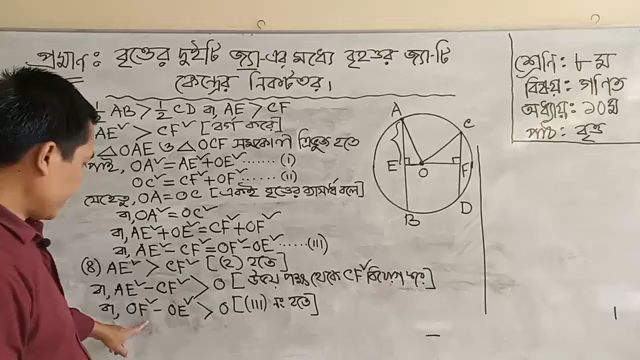 প্রমাণ: বৃত্তের দুইটি জ্যা-এর মধ্যে বৃহত্তর জ্যা-টি
কেন্দ্রের নিকটতর।
½ AB > ½ CD বা, AE > CF
AE² > CF² [বর্গ করে]
△OAE ও △OCF সমকোণী ত্রিভুজ হতে
পাই, OA² = AE² + OE² ...... (i)
OC² = CF² + OF² ...... (ii)
যেহেতু, OA = OC [একই বৃত্তের ব্যাসার্ধ বলে]
বা, OA² = OC²
বা, AE² + OE² = CF² + OF²
বা, AE² - CF² = OF² - OE² ...... (iii)
(৪) AE² > CF² [(২) হতে]
বা, AE² - CF² > O [উভয় পক্ষ থেকে CF² বিয়োগ করে]
বা, OF² - OE² > O [(iii) নং হতে]
A
C
E
O
F
B
D
শ্রেনি: ৮ম
বিষয়: গণিত
অধ্যায়: ১০ম
পাঠ: বৃত্ত